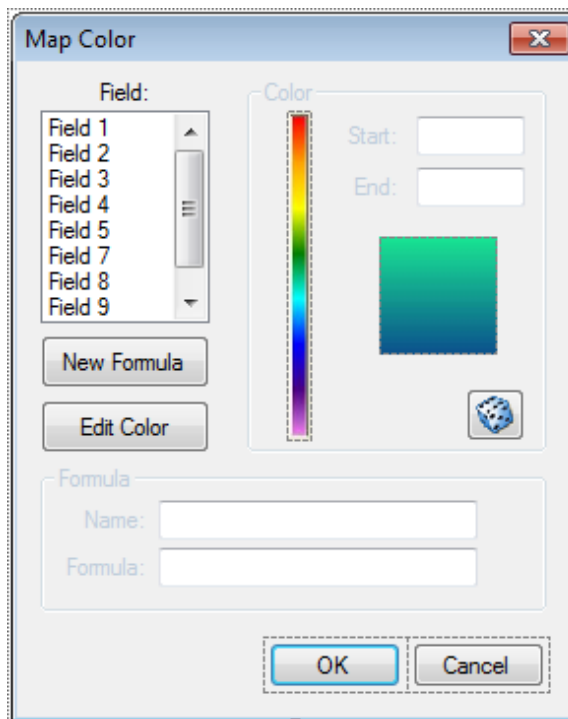 Map Color
Field:
Field 1
Field 2
Field 3
Field 4
Field 5
Field 7
Field 8
Field 9
New Formula
Edit Color
Color
Start:
End:
Formula
Name:
Formula:
OK
Cancel